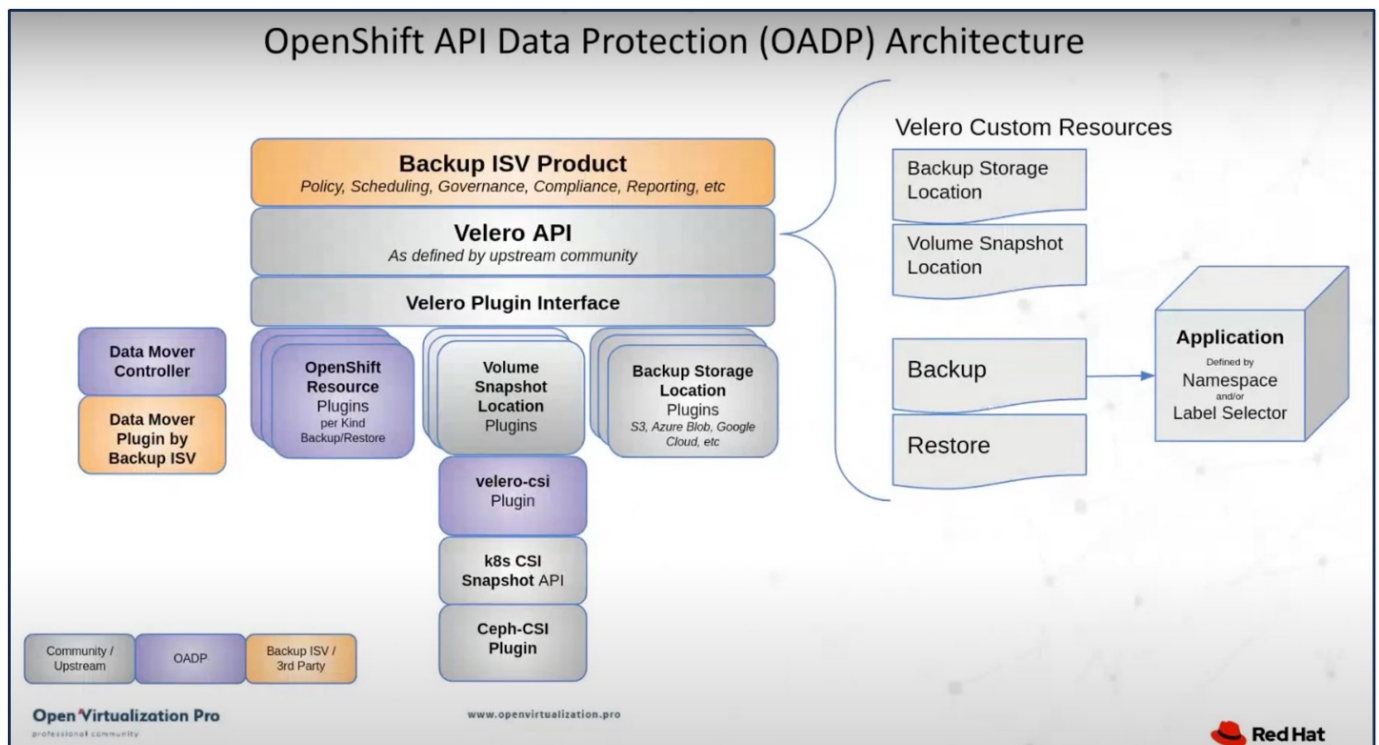 OpenShift API Data Protection (OADP) Architecture
Backup ISV Product
Policy, Scheduling, Governance, Compliance, Reporting, etc
Velero API
As defined by upstream community
Velero Plugin Interface
Data Mover
Controller
Data Mover
Plugin by
Backup ISV
OpenShift
Resource
Plugins
per Kind
Backup/Restore
Volume
Snapshot
Location
Plugins
Backup Storage
Location
Plugins
S3, Azure Blob, Google
Cloud, etc
velero-csi
Plugin
k8s CSI
Snapshot API
Ceph-CSI
Plugin
Velero Custom Resources
Backup Storage
Location
Volume Snapshot
Location
Backup
Restore
Application
Defined by
Namespace
and/or
Label Selector
Community /
Upstream
OADP
Backup ISV /
3rd Party
Open Virtualization Pro
professional community
www.openvirtualization.pro
Red Hat